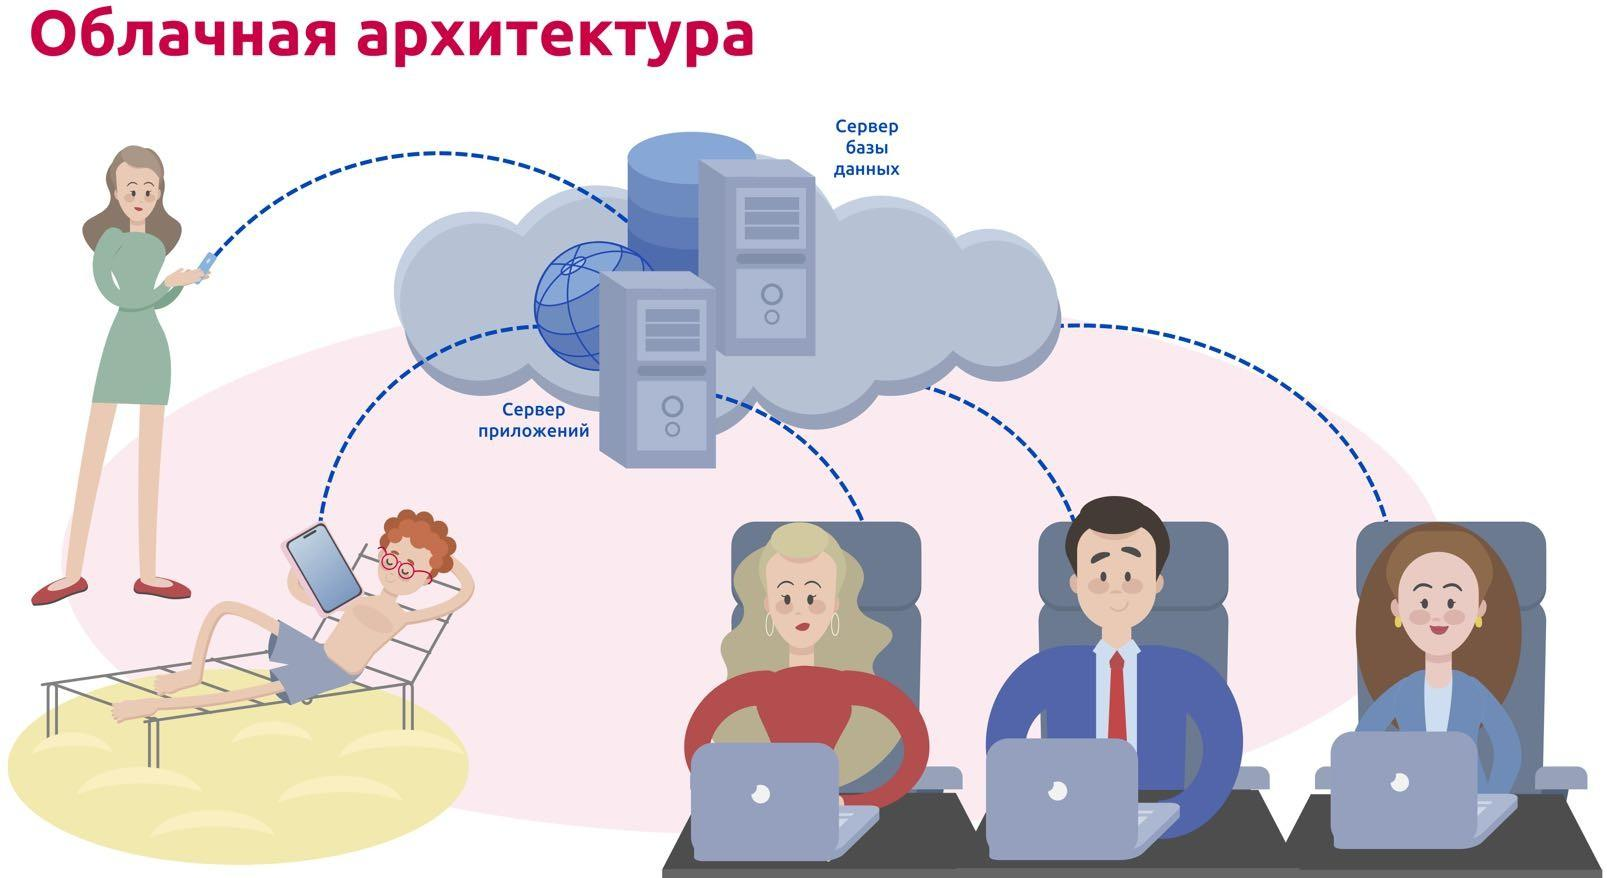 Облачная архитектура
Сервер
базы
данных
Сервер
приложений